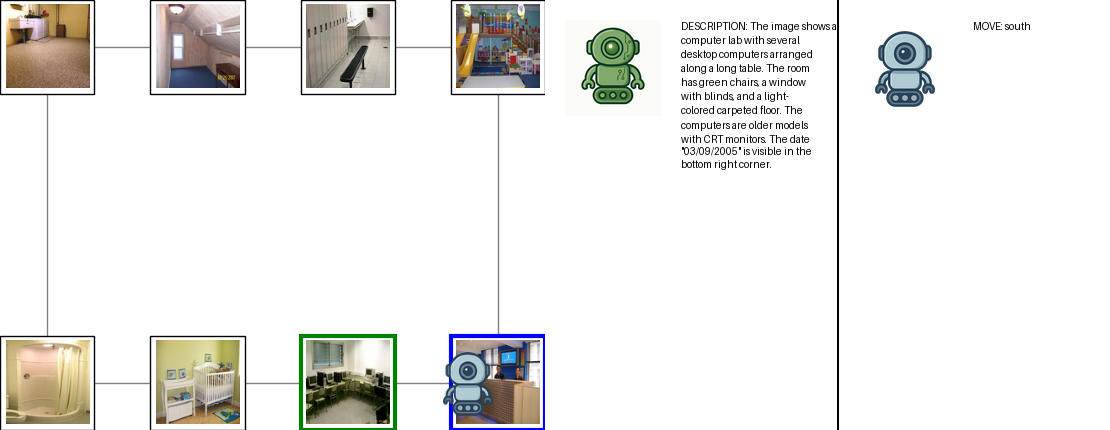 DESCRIPTION: The image shows a
computer lab with several
desktop computers arranged
along a long table. The room
has green chairs, a window
with blinds, and a light-
colored carpeted floor. The
computers are older models
with CRT monitors. The date
"03/09/2005" is visible in the
bottom right corner.
MOVE: south